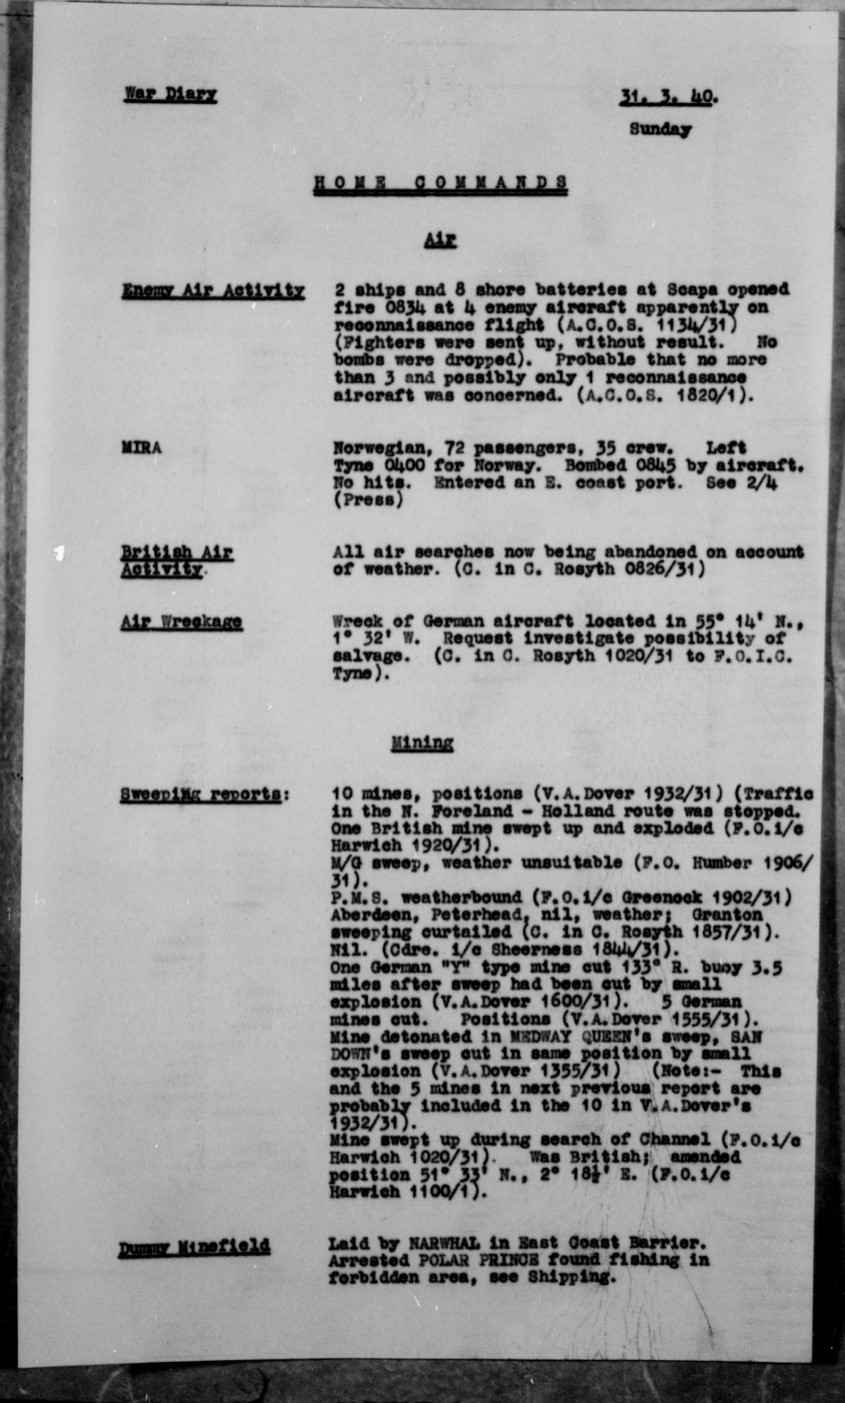 War Diary 31. 3. 40.
Sunday
HOME COMMANDS
Air
Enemy Air Activity 2 ships and 8 shore batteries at Scapa opened
fire 0834 at 4 enemy aircraft apparently on
reconnaissance flight (A.C.O.S. 1134/31)
(Fighters were sent up, without result. No
bombs were dropped). Probable that no more
than 3 and possibly only 1 reconnaissance
aircraft was concerned. (A.C.O.S. 1820/1).
MIRA Norwegian, 72 passengers, 35 crew. Left
Tyne 0400 for Norway. Bombed 0845 by aircraft.
No hits. Entered an E. coast port. See 2/4
(Press)
British Air All air searches now being abandoned on account
Activity. of weather. (C. in C. Rosyth 0826/31)
Air Wreckage Wreck of German aircraft located in 55° 14' N.,
1° 32' W. Request investigate possibility of
salvage. (C. in C. Rosyth 1020/31 to F.O.I.C.
Tyne).
Mining
Sweeping reports: 10 mines, positions (V.A.Dover 1932/31) (Traffic
in the N. Foreland - Holland route was stopped.
One British mine swept up and exploded (F.O.i/c
Harwich 1920/31).
M/G sweep, weather unsuitable (F.O. Humber 1906/
31).
P.M.S. weatherbound (F.O.i/c Greenock 1902/31)
Aberdeen, Peterhead, nil, weather; Granton
sweeping curtailed (C. in C. Rosyth 1857/31).
Nil. (Cdre. i/c Sheerness 1844/31).
One German "Y" type mine cut 133° R. buoy 3.5
miles after sweep had been cut by small
explosion (V.A.Dover 1600/31). 5 German
mines cut. Positions (V.A.Dover 1555/31).
Mine detonated in MEDWAY QUEEN's sweep, SAN
DOWN's sweep cut in same position by small
explosion (V.A.Dover 1355/31) (Note:- This
and the 5 mines in next previous report are
probably included in the 10 in V.A.Dover's
1932/31).
Mine swept up during search of Channel (F.O.i/c
Harwich 1020/31). Was British; amended
position 51° 33' N., 2° 18½' E. (F.O.i/c
Harwich 1100/1).
Dummy Minefield Laid by NARWHAL in East Coast Barrier.
Arrested POLAR PRINCE found fishing in
forbidden area, see Shipping.